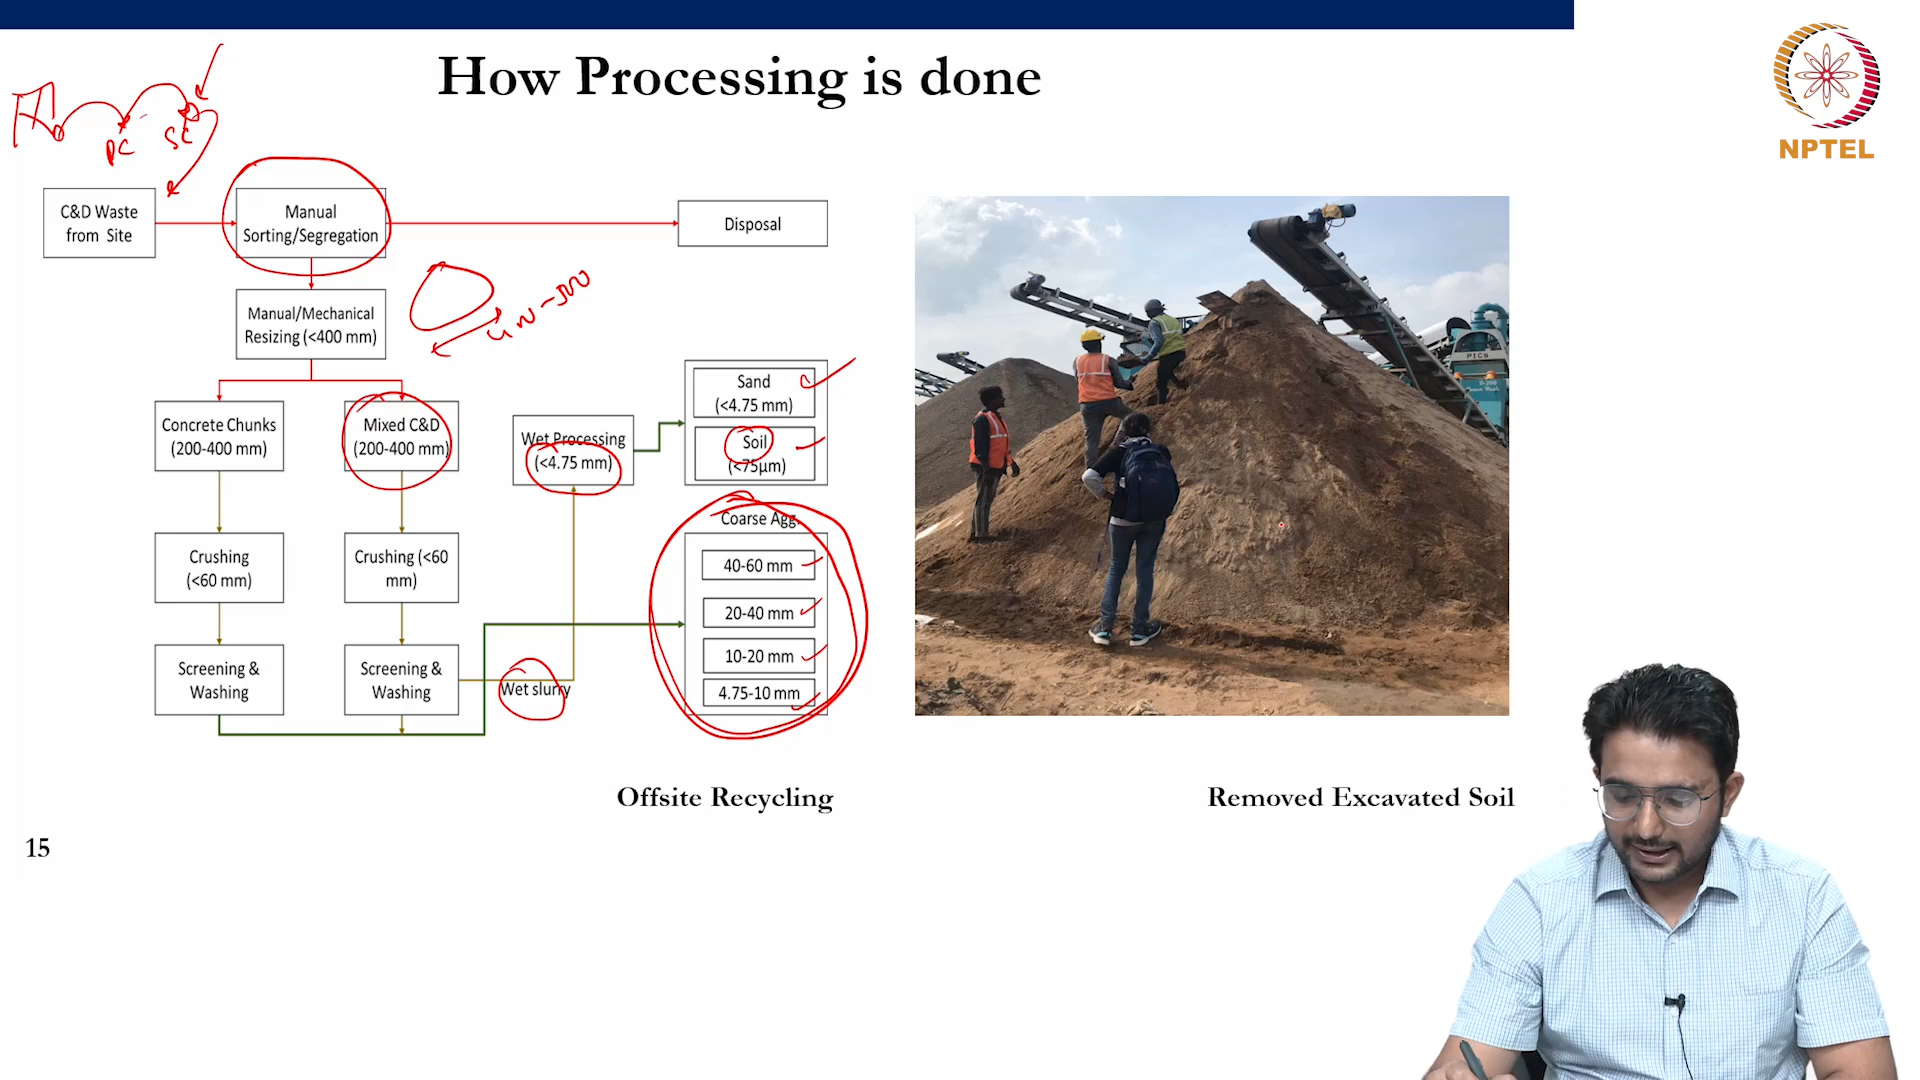 How Processing is done
NPTEL
PC
SC
C&D Waste
from Site
Manual
Sorting/Segregation
Disposal
Manual/Mechanical
Resizing (<400 mm)
Concrete Chunks
(200-400 mm)
Mixed C&D
(200-400 mm)
Wet Processing
(<4.75 mm)
Sand
(<4.75 mm)
Soil
(<75µm)
Coarse Agg.
Crushing
(<60 mm)
Crushing (<60
mm)
40-60 mm
20-40 mm
10-20 mm
4.75-10 mm
Screening &
Washing
Screening &
Washing
Wet slurry
PICs
Offsite Recycling
Removed Excavated Soil
15